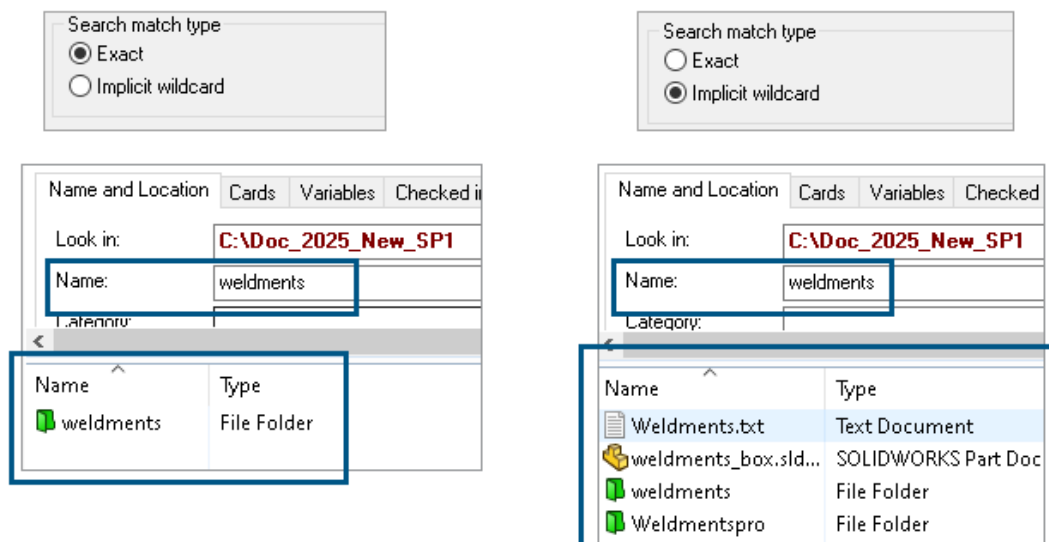 Search match type
Exact
Implicit wildcard
Name and Location Cards Variables Checked i
Look in: C:\Doc_2025_New_SP1
Name: weldments
Category:
Name Type
weldments File Folder
Search match type
Exact
Implicit wildcard
Name and Location Cards Variables Checked
Look in: C:\Doc_2025_New_SP1
Name: weldments
Category:
Name Type
Weldments.txt Text Document
weldments_box.sld... SOLIDWORKS Part Doc
weldments File Folder
Weldmentspro File Folder